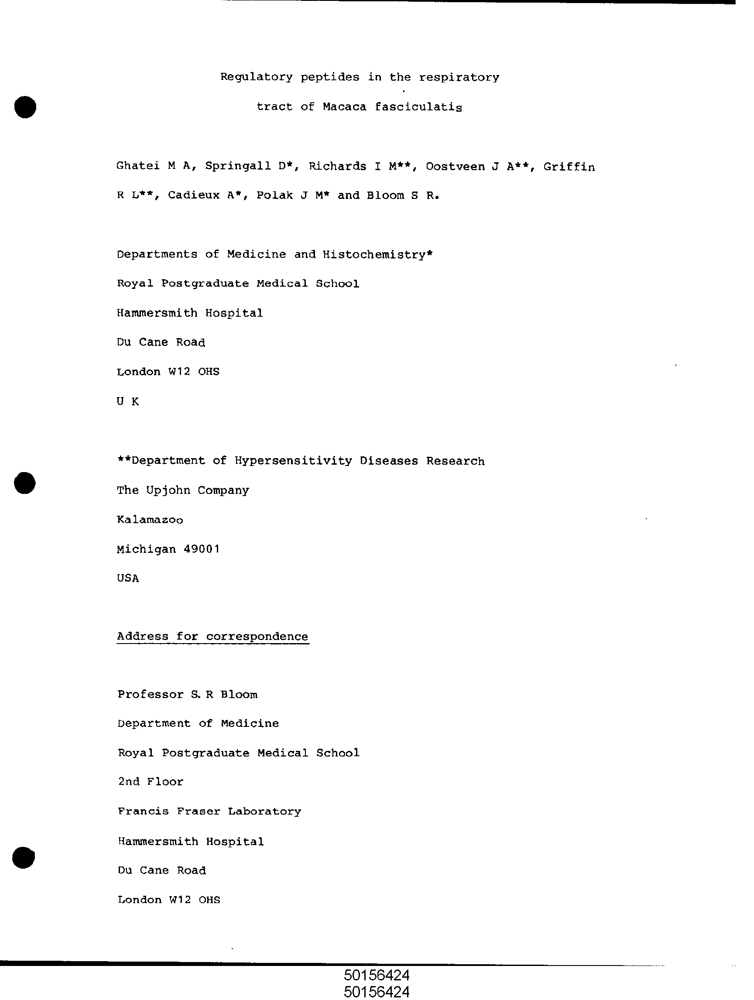 Regulatory peptides in the respiratory
tract of Macaca fasciculatis
Ghatei M A, Springall D*, Richards I M**, Oostveen J A**, Griffin
R L**, Cadieux A*, Polak J M* and Bloom S R.
Departments of Medicine and Histochemistry*
Royal Postgraduate Medical School
Hammersmith Hospital
Du Cane Road
London W12 OHS
U K
**Department of Hypersensitivity Diseases Research
The Upjohn Company
Kalamazoo
Michigan 49001
USA
Address for correspondence
Professor S. R Bloom
Department of Medicine
Royal Postgraduate Medical School
2nd Floor
Francis Fraser Laboratory
Hammersmith Hospital
Du Cane Road
London W12 OHS
50156424
50156424